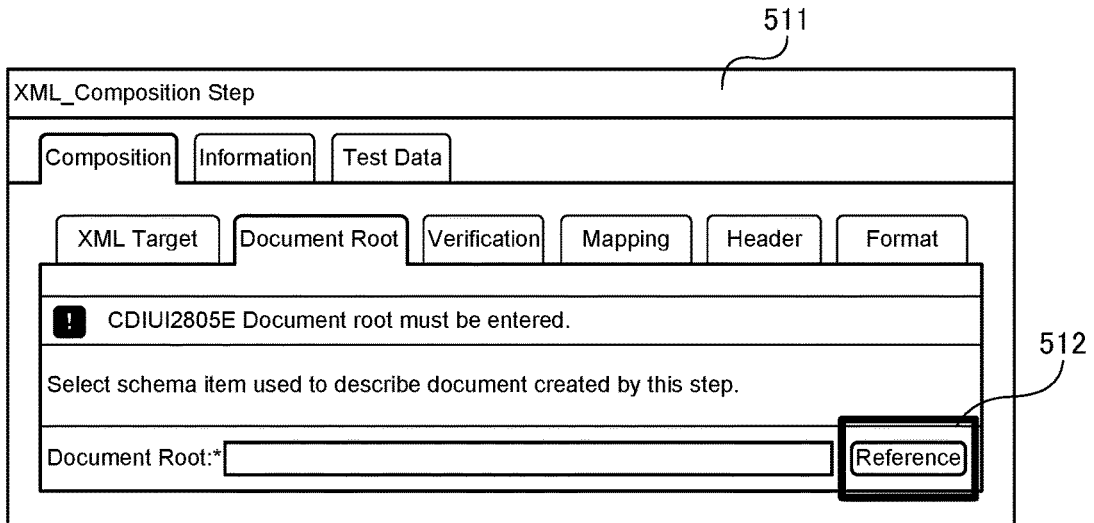 511
XML_Composition Step
Composition Information Test Data
XML Target Document Root Verification Mapping Header Format
! CDIUI2805E Document root must be entered.
512
Select schema item used to describe document created by this step.
Document Root:* Reference